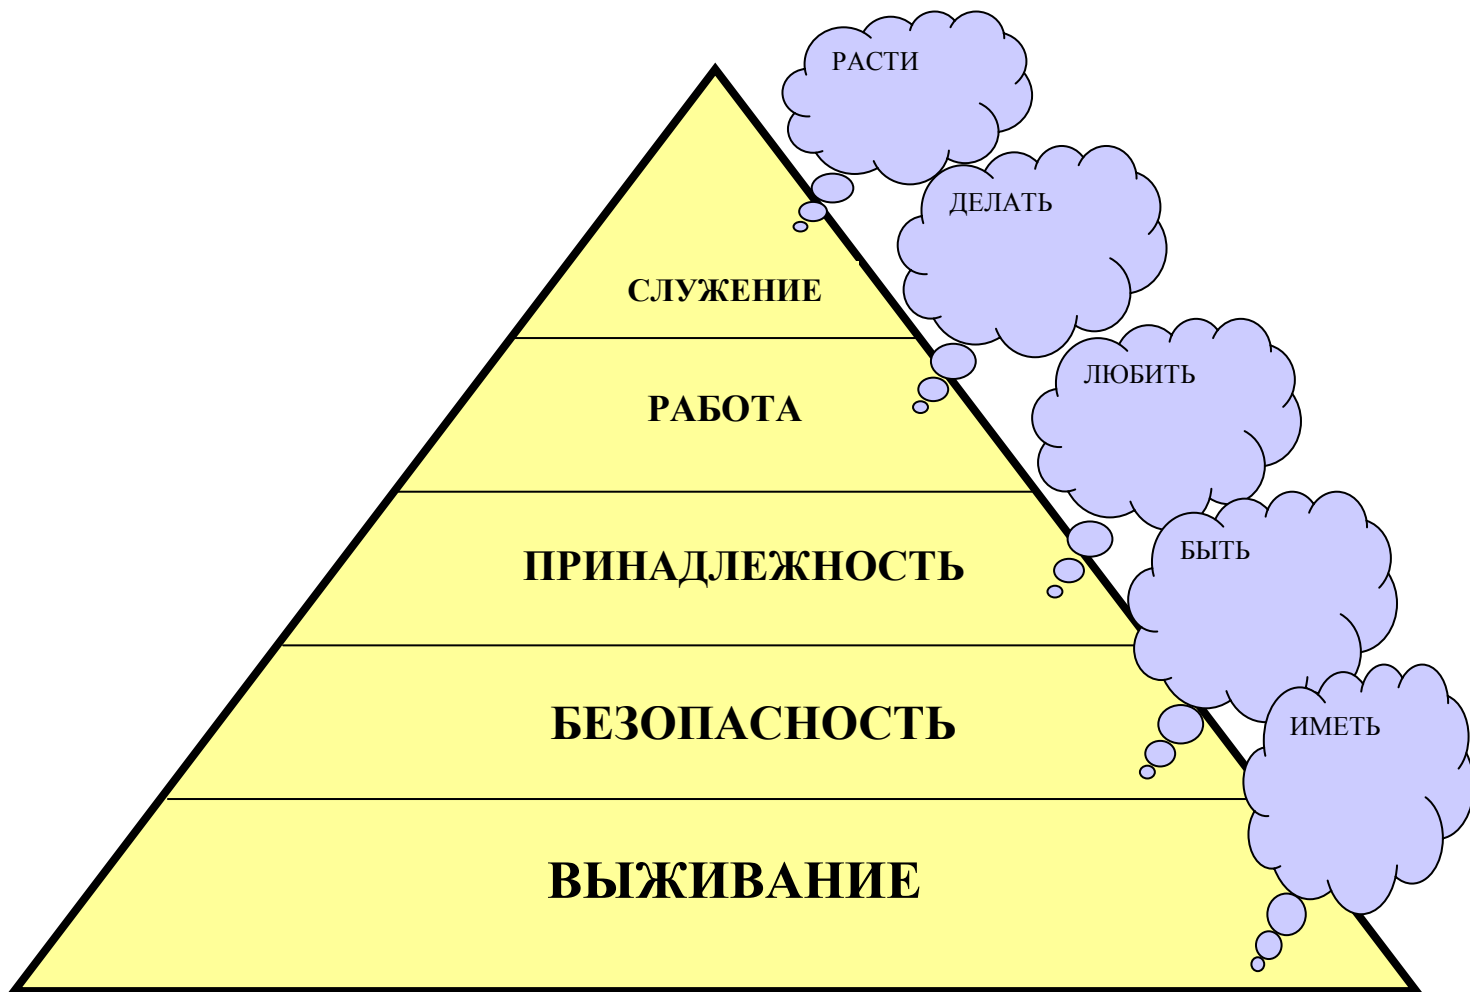 РАСТИ
ДЕЛАТЬ
СЛУЖЕНИЕ
ЛЮБИТЬ
РАБОТА
БЫТЬ
ПРИНАДЛЕЖНОСТЬ
ИМЕТЬ
БЕЗОПАСНОСТЬ
ВЫЖИВАНИЕ